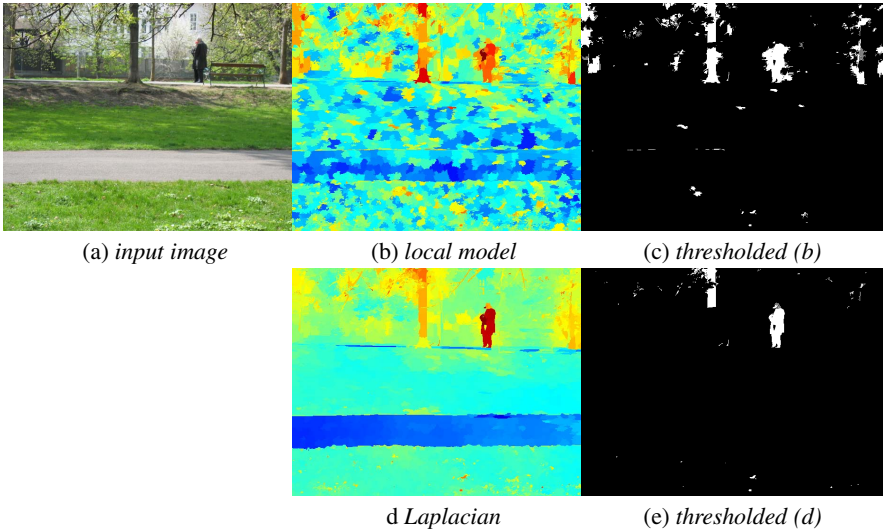 (a) input image
(b) local model
(c) thresholded (b)
d Laplacian
(e) thresholded (d)